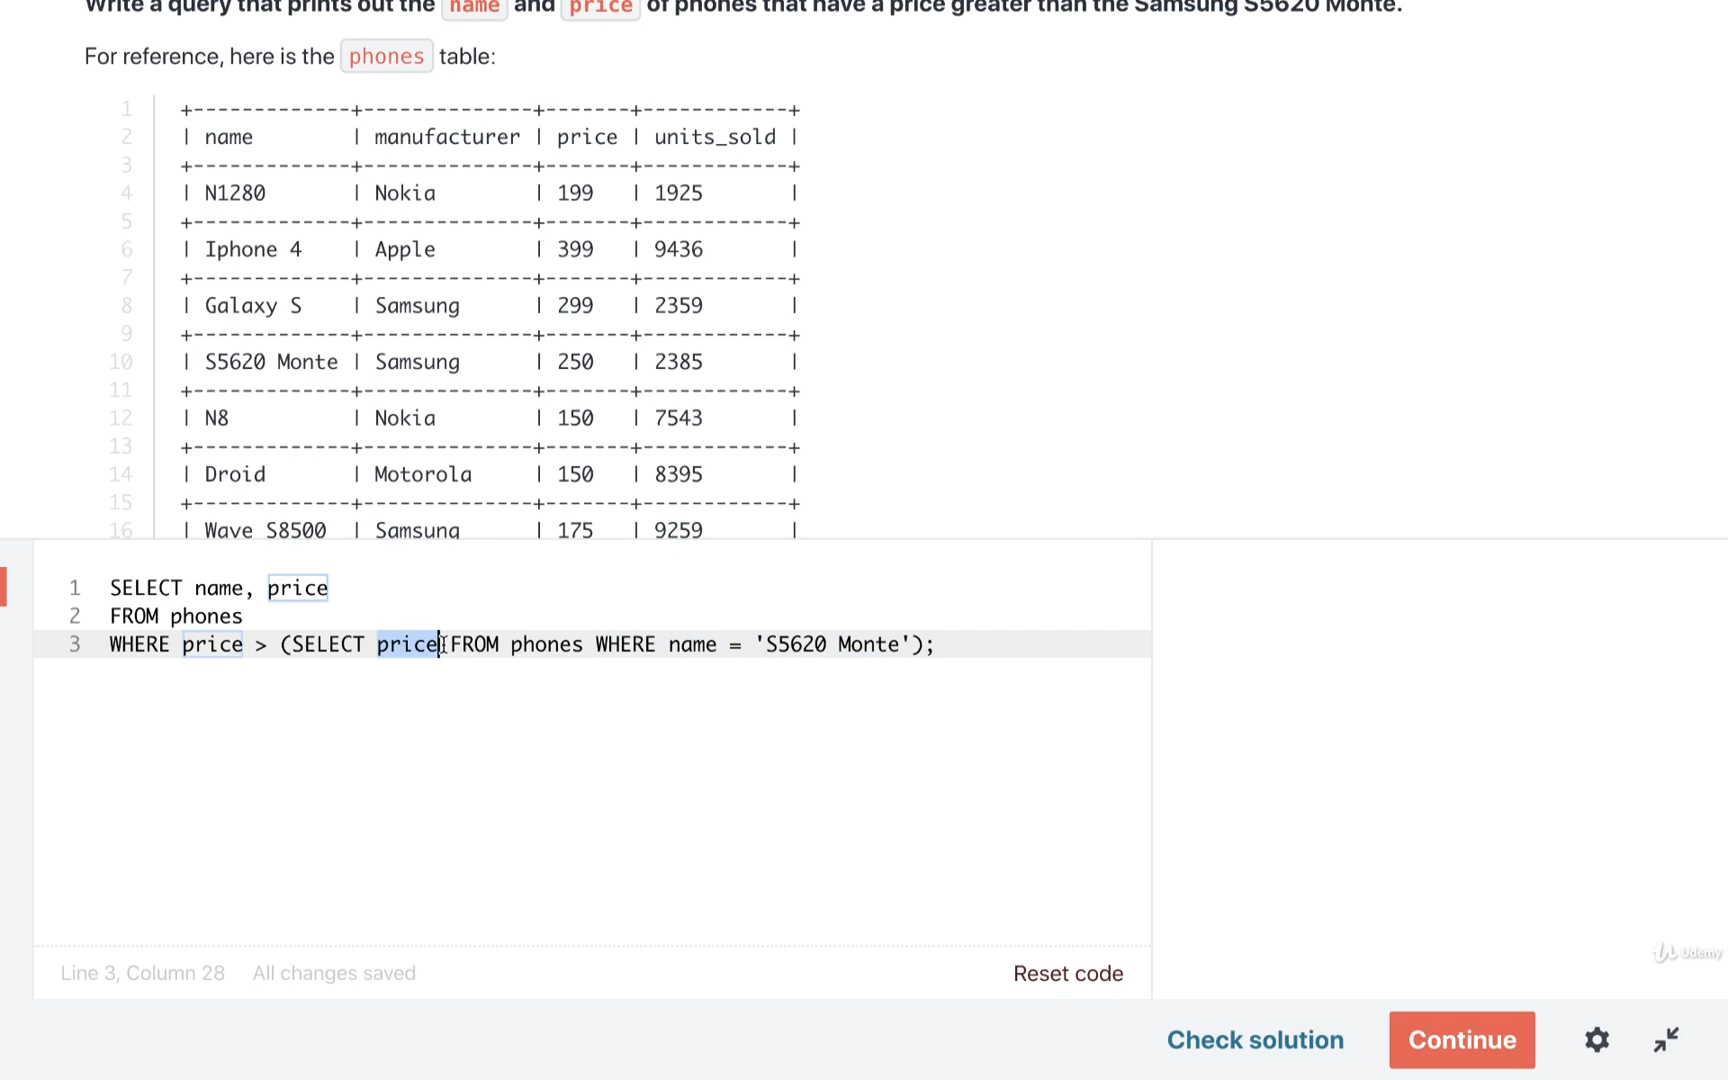 Write a query that prints out the name and price of phones that have a price greater than the Samsung S5620 Monte.
For reference, here is the phones table:
1 +-------------+--------------+-------+------------+
2 | name | manufacturer | price | units_sold |
3 +-------------+--------------+-------+------------+
4 | N1280 | Nokia | 199 | 1925 |
5 +-------------+--------------+-------+------------+
6 | Iphone 4 | Apple | 399 | 9436 |
7 +-------------+--------------+-------+------------+
8 | Galaxy S | Samsung | 299 | 2359 |
9 +-------------+--------------+-------+------------+
10 | S5620 Monte | Samsung | 250 | 2385 |
11 +-------------+--------------+-------+------------+
12 | N8 | Nokia | 150 | 7543 |
13 +-------------+--------------+-------+------------+
14 | Droid | Motorola | 150 | 8395 |
15 +-------------+--------------+-------+------------+
16 | Wave S8500 | Samsung | 175 | 9259 |
1 SELECT name, price
2 FROM phones
3 WHERE price > (SELECT price FROM phones WHERE name = 'S5620 Monte');
Udemy
Line 3, Column 28 All changes saved Reset code
Check solution Continue